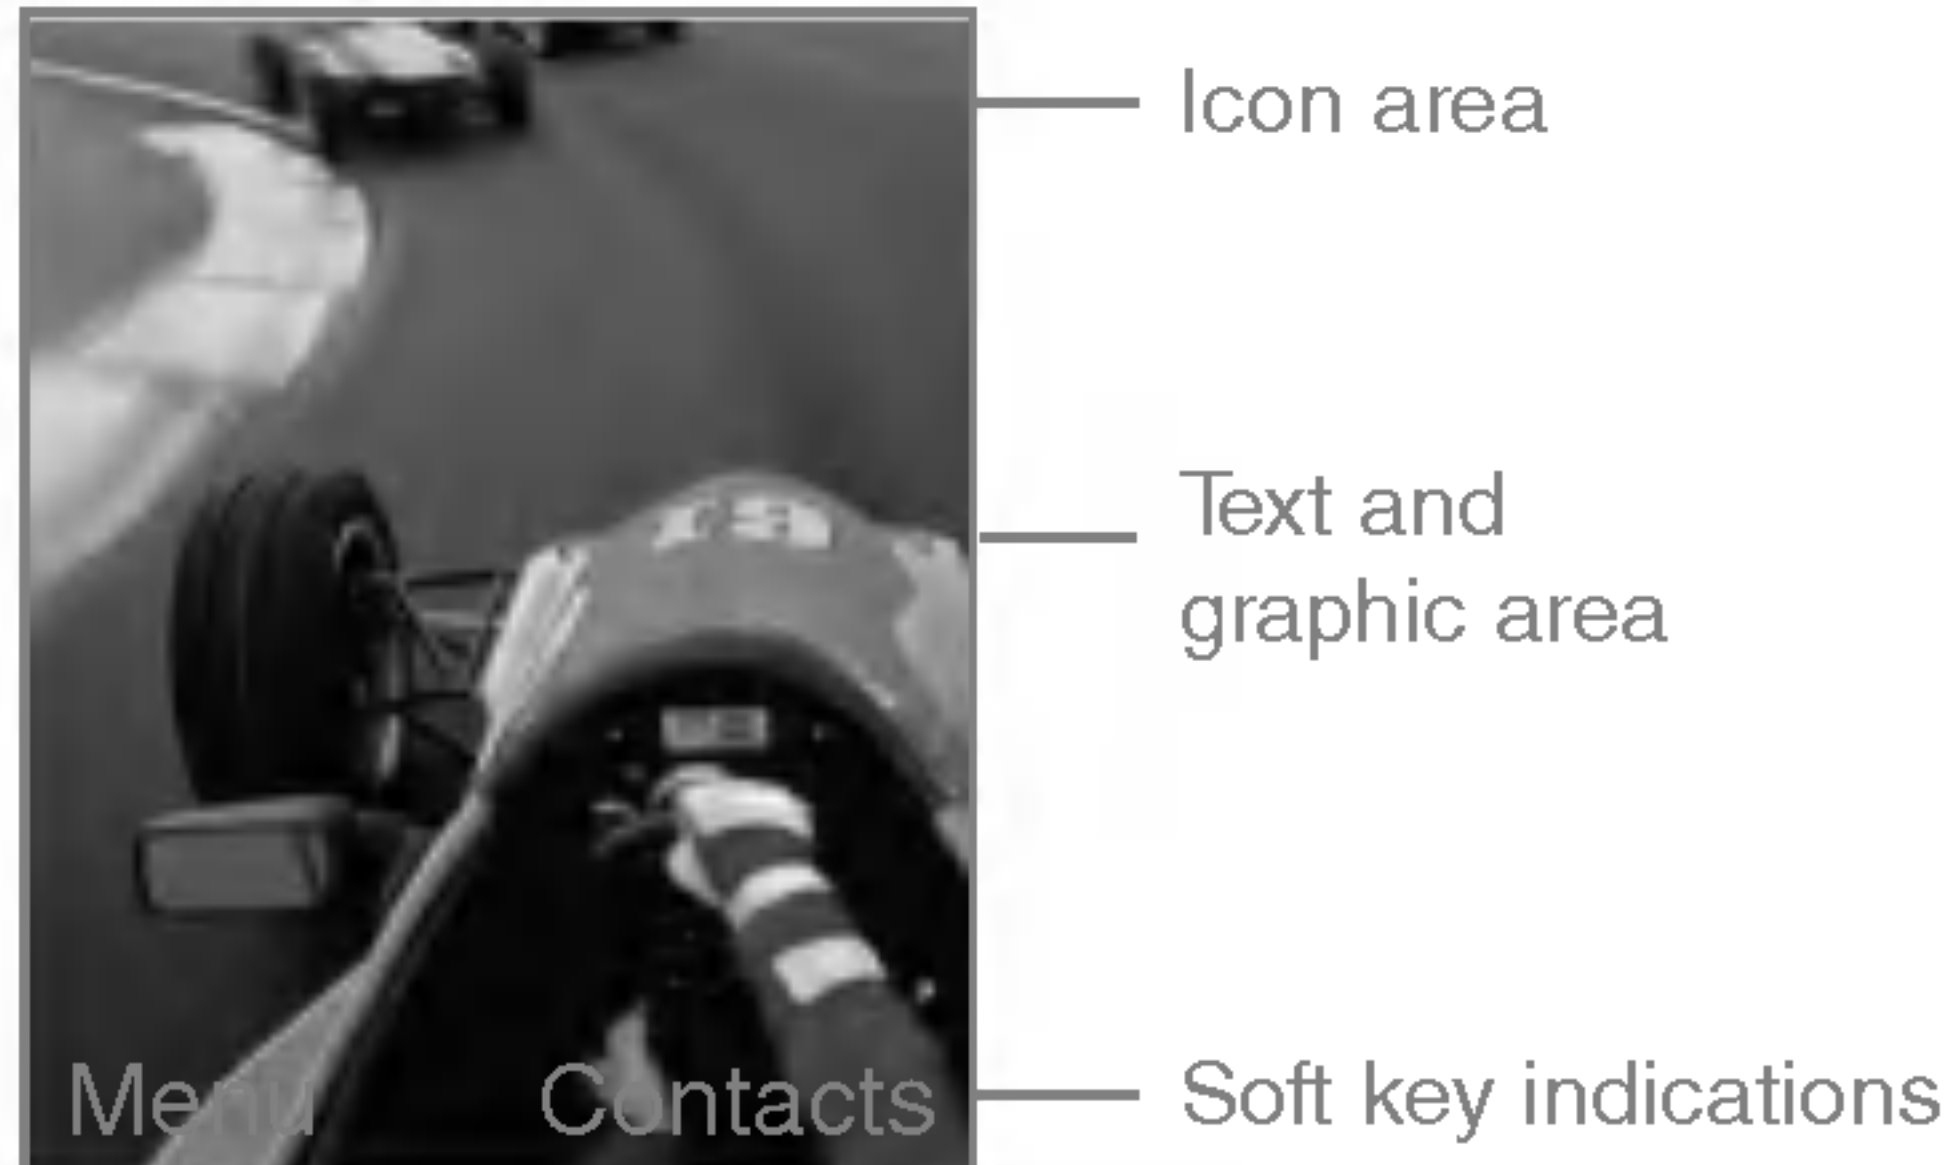 Icon area
Text and
graphic area
Menu
Contacts
Soft key indications